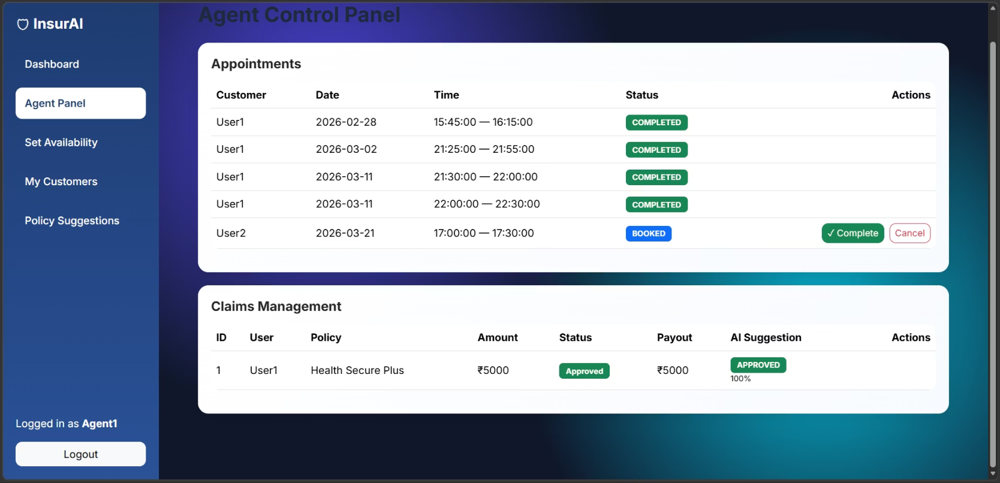 InsurAI
Dashboard
Agent Panel
Set Availability
My Customers
Policy Suggestions
Logged in as Agent1
Logout
Agent Control Panel
Appointments
Customer Date Time Status Actions
User1 2026-02-28 15:45:00 — 16:15:00 COMPLETED
User1 2026-03-02 21:25:00 — 21:55:00 COMPLETED
User1 2026-03-11 21:30:00 — 22:00:00 COMPLETED
User1 2026-03-11 22:00:00 — 22:30:00 COMPLETED
User2 2026-03-21 17:00:00 — 17:30:00 BOOKED ✓ Complete Cancel
Claims Management
ID User Policy Amount Status Payout AI Suggestion Actions
1 User1 Health Secure Plus ₹5000 Approved ₹5000 APPROVED
100%